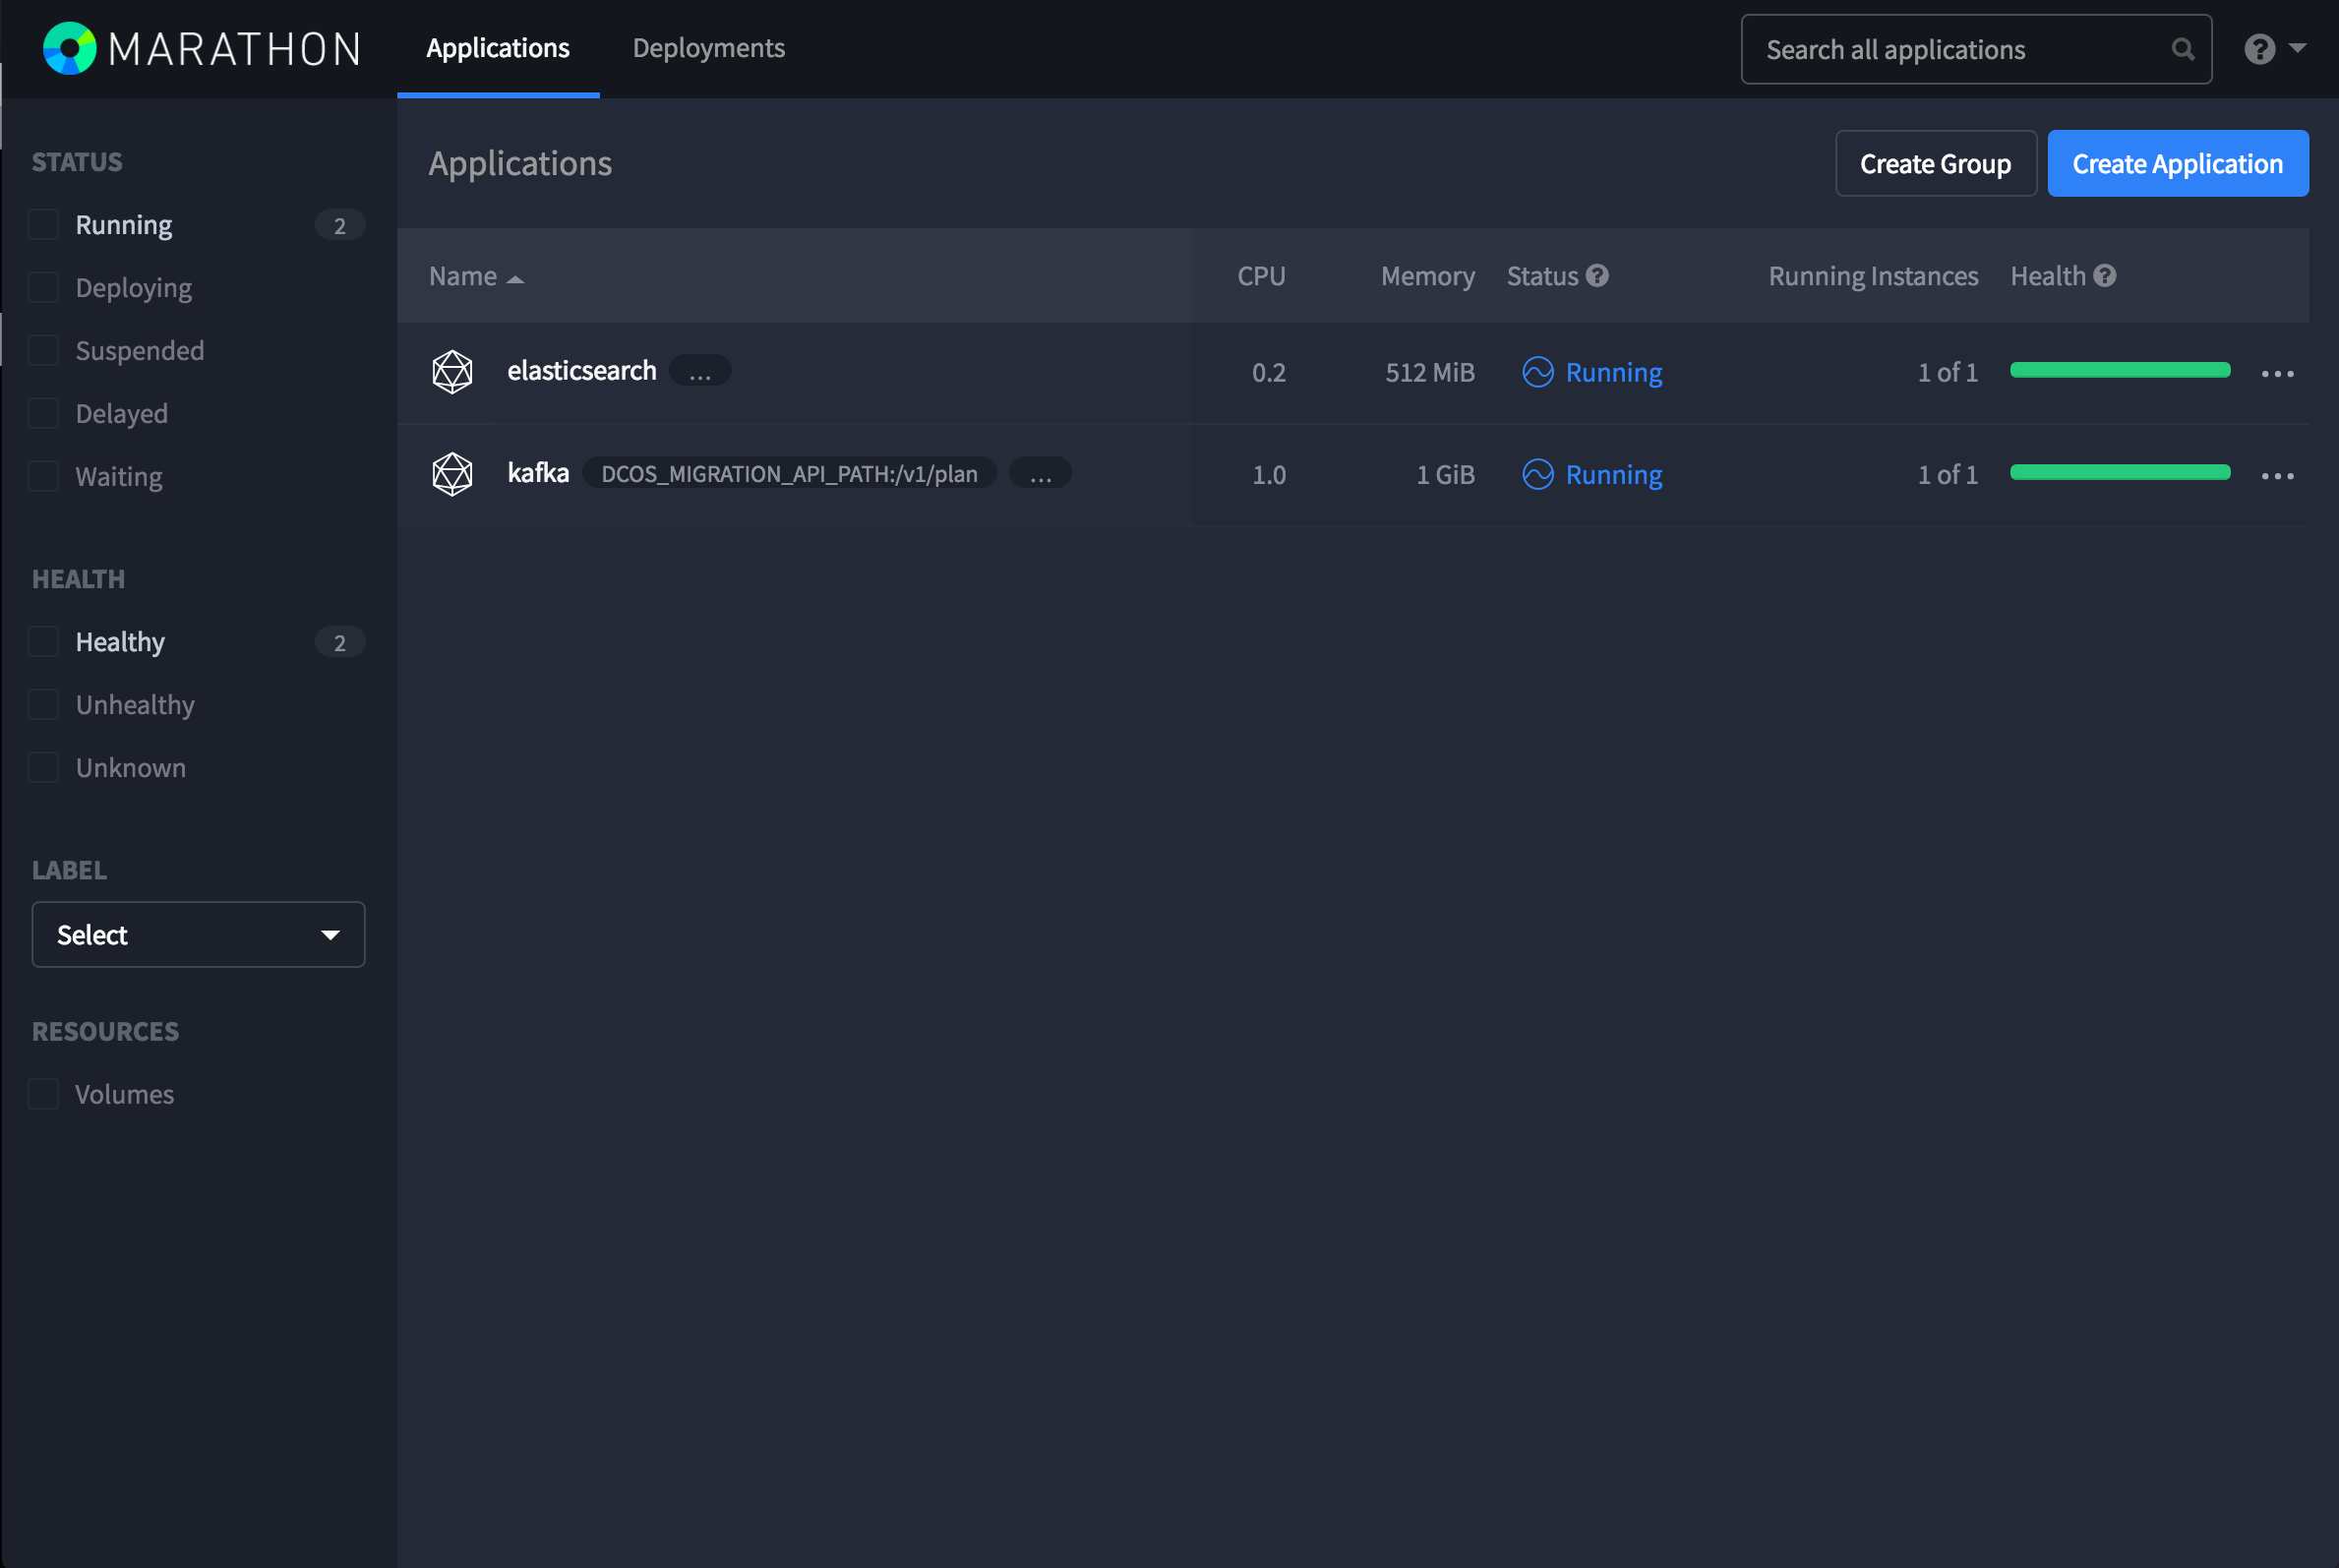 MARATHON
Applications
Deployments
Search all applications
STATUS
Running 2
Deploying
Suspended
Delayed
Waiting
HEALTH
Healthy 2
Unhealthy
Unknown
LABEL
Select
RESOURCES
Volumes
Applications
Create Group
Create Application
Name CPU Memory Status Running Instances Health
elasticsearch ... 0.2 512 MiB Running 1 of 1
kafka DCOS_MIGRATION_API_PATH:/v1/plan ... 1.0 1 GiB Running 1 of 1